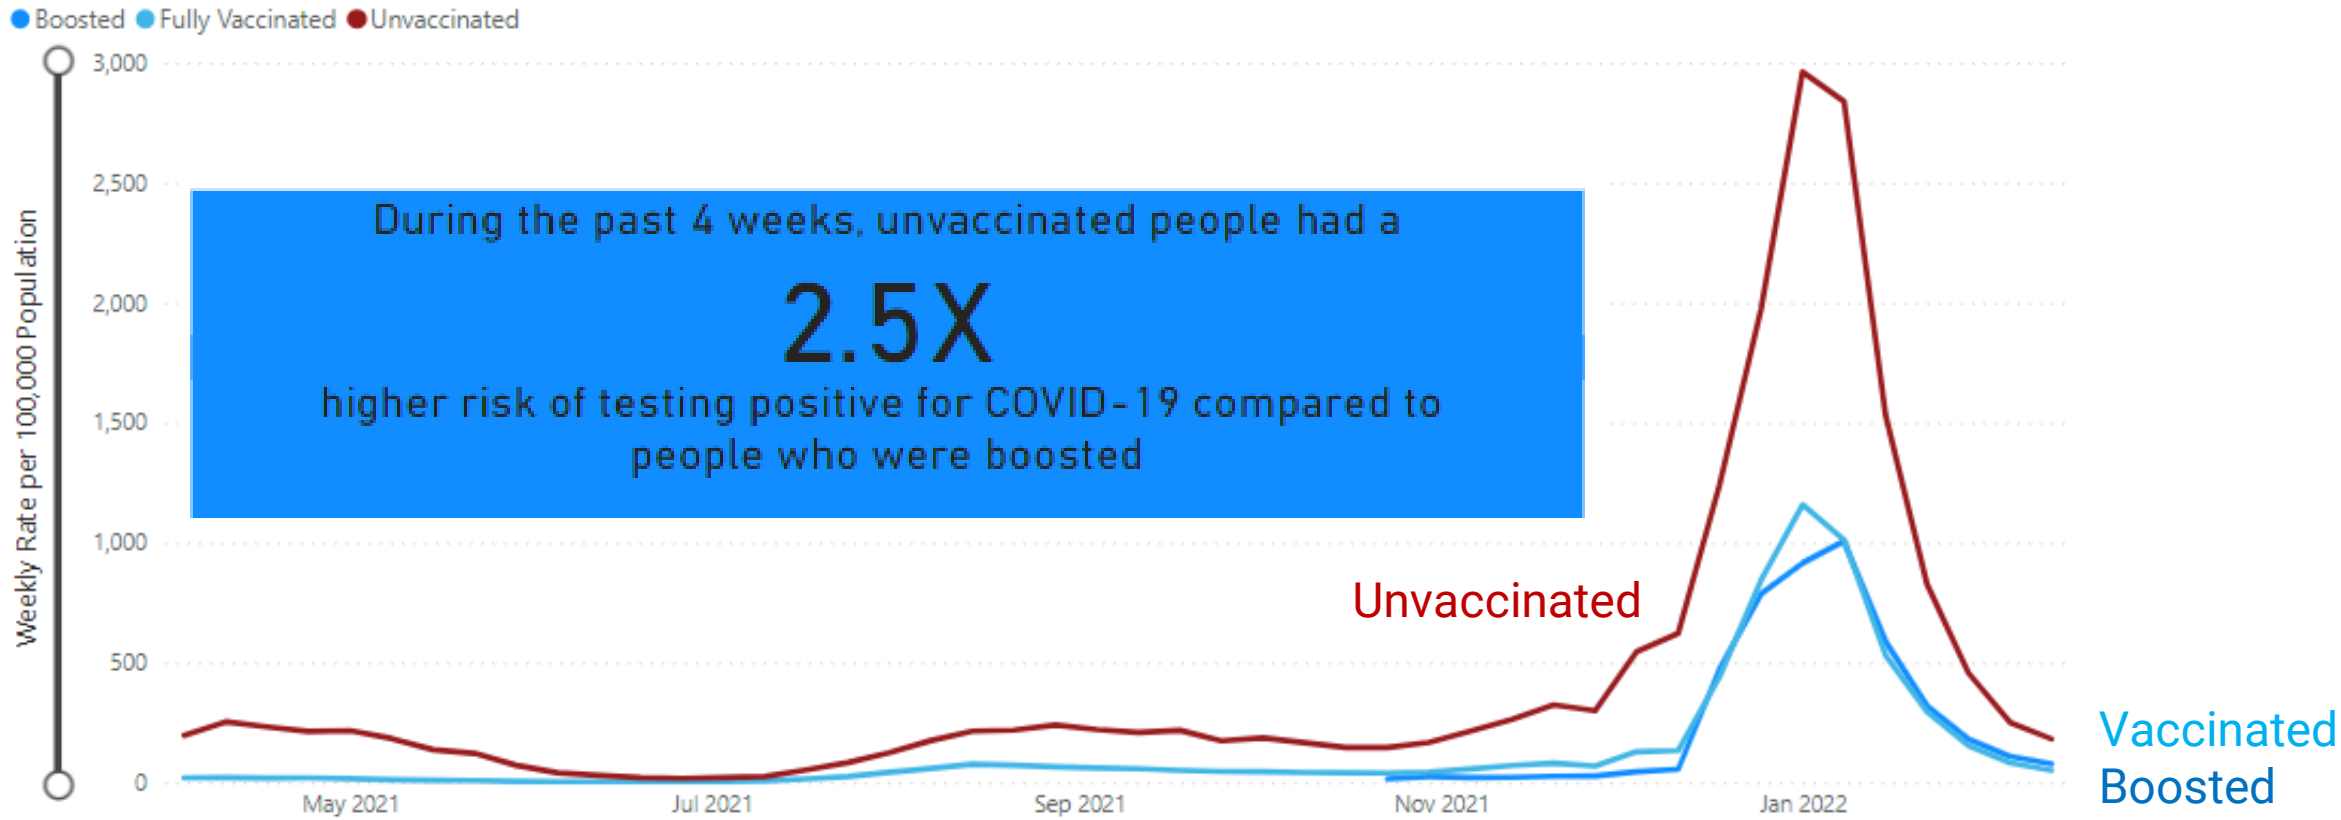 Boosted Fully Vaccinated Unvaccinated
Weekly Rate per 100,000 Population
3,000
2,500
2,000
1,500
1,000
500
0
During the past 4 weeks, unvaccinated people had a
2.5X
higher risk of testing positive for COVID-19 compared to
people who were boosted
Unvaccinated
Vaccinated
Boosted
May 2021 Jul 2021 Sep 2021 Nov 2021 Jan 2022